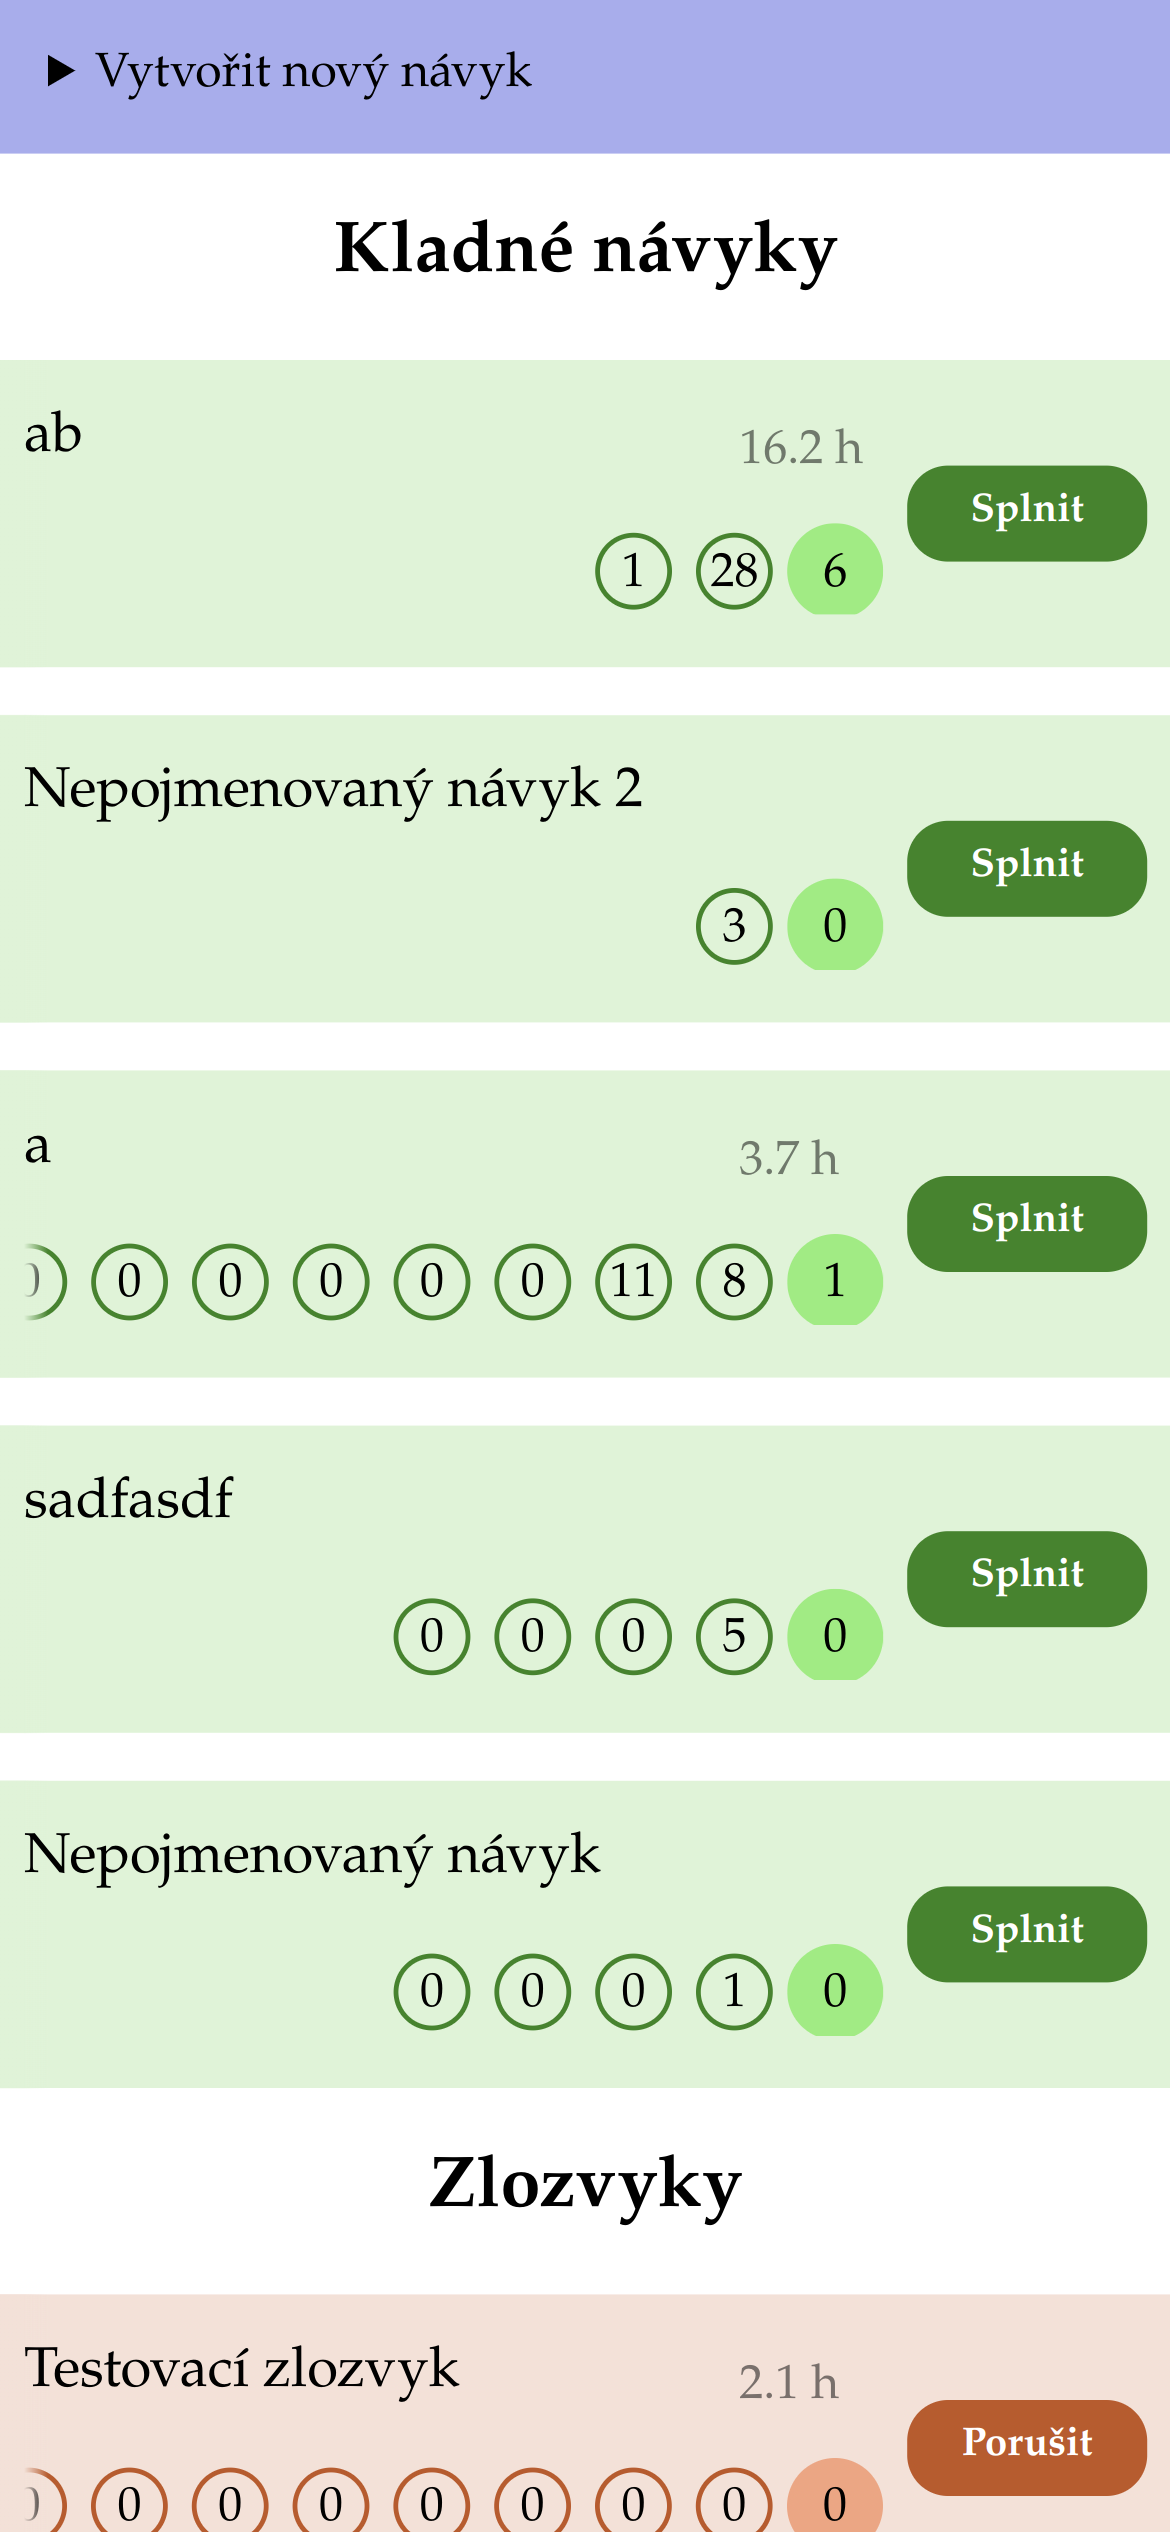 Vytvořit nový návyk
Kladné návyky
ab
16.2 h
Splnit
1 28 6
Nepojmenovaný návyk 2
Splnit
3 0
a
3.7 h
Splnit
0 0 0 0 0 0 11 8 1
sadfasdf
Splnit
0 0 0 5 0
Nepojmenovaný návyk
Splnit
0 0 0 1 0
Zlozvyky
Testovací zlozvyk
2.1 h
Porušit
0 0 0 0 0 0 0 0 0